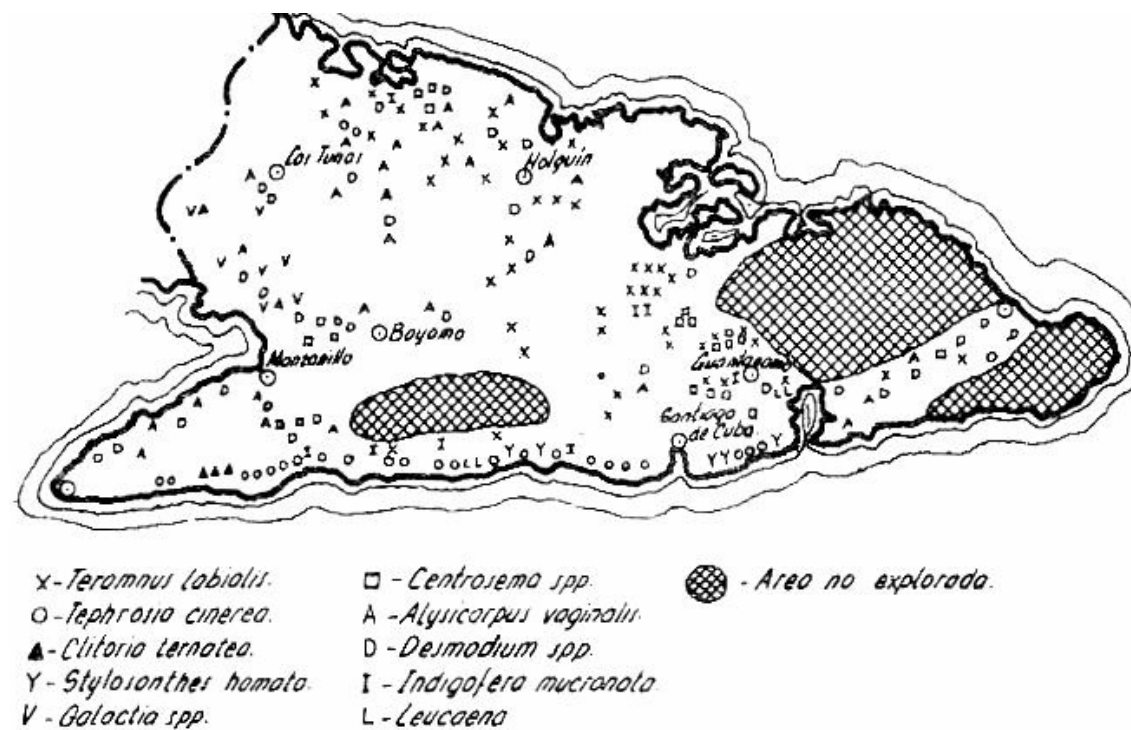 Las Tunas
Holguín
Bayamo
Manzanillo
Guantánamo
Santiago
de Cuba.
x - Teramnus labialis.
O - Tephrosia cinerea.
▲ - Clitoria ternatea.
Y - Stylosanthes hamata.
V - Galactia spp.
□ - Centrosema spp.
A - Alysicarpus vaginalis.
D - Desmodium spp.
I - Indigofera mucronata.
L - Leucaena
- Area no explorada.